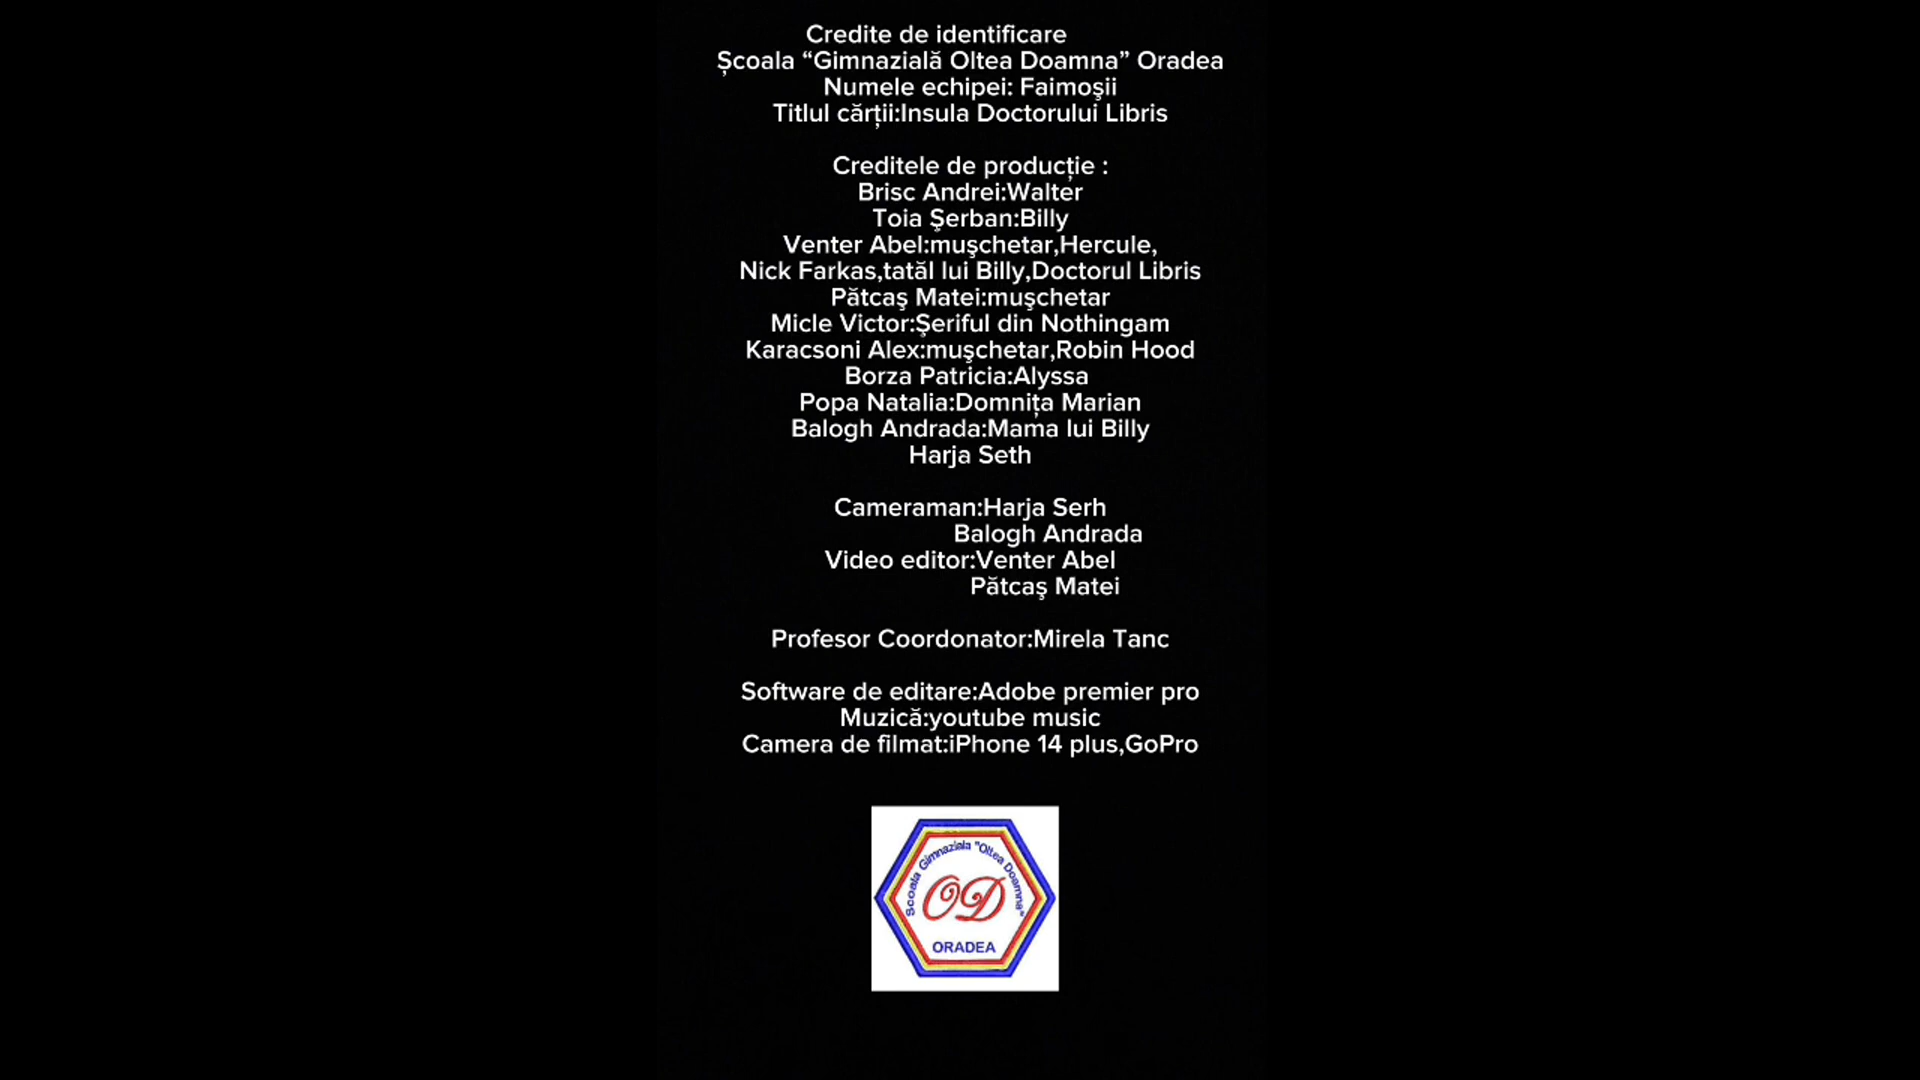 Credite de identificare
Școala “Gimnazială Oltea Doamna” Oradea
Numele echipei: Faimoşii
Titlul cărții:Insula Doctorului Libris
Creditele de producție :
Brisc Andrei:Walter
Toia Şerban:Billy
Venter Abel:muşchetar,Hercule,
Nick Farkas,tatăl lui Billy,Doctorul Libris
Pătcaş Matei:muşchetar
Micle Victor:Şeriful din Nothingam
Karacsoni Alex:muşchetar,Robin Hood
Borza Patricia:Alyssa
Popa Natalia:Domnița Marian
Balogh Andrada:Mama lui Billy
Harja Seth
Cameraman:Harja Serh
Balogh Andrada
Video editor:Venter Abel
Pătcaş Matei
Profesor Coordonator:Mirela Tanc
Software de editare:Adobe premier pro
Muzică:youtube music
Camera de filmat:iPhone 14 plus,GoPro
Scoala Gimnaziala "Oltea Doamna"
OD
ORADEA